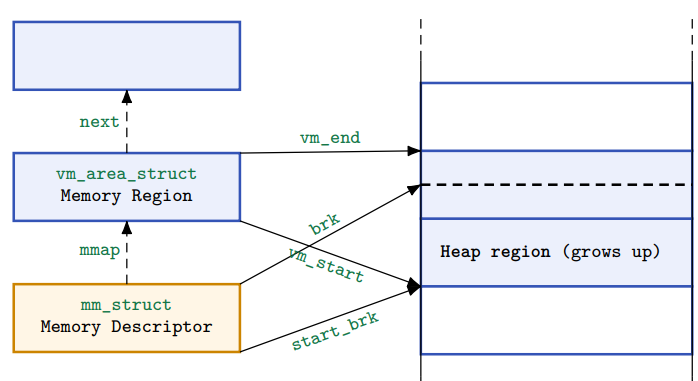 next
vm_end
vm_area_struct
Memory Region
brk
mmap
vm_start
Heap region (grows up)
mm_struct
Memory Descriptor
start_brk